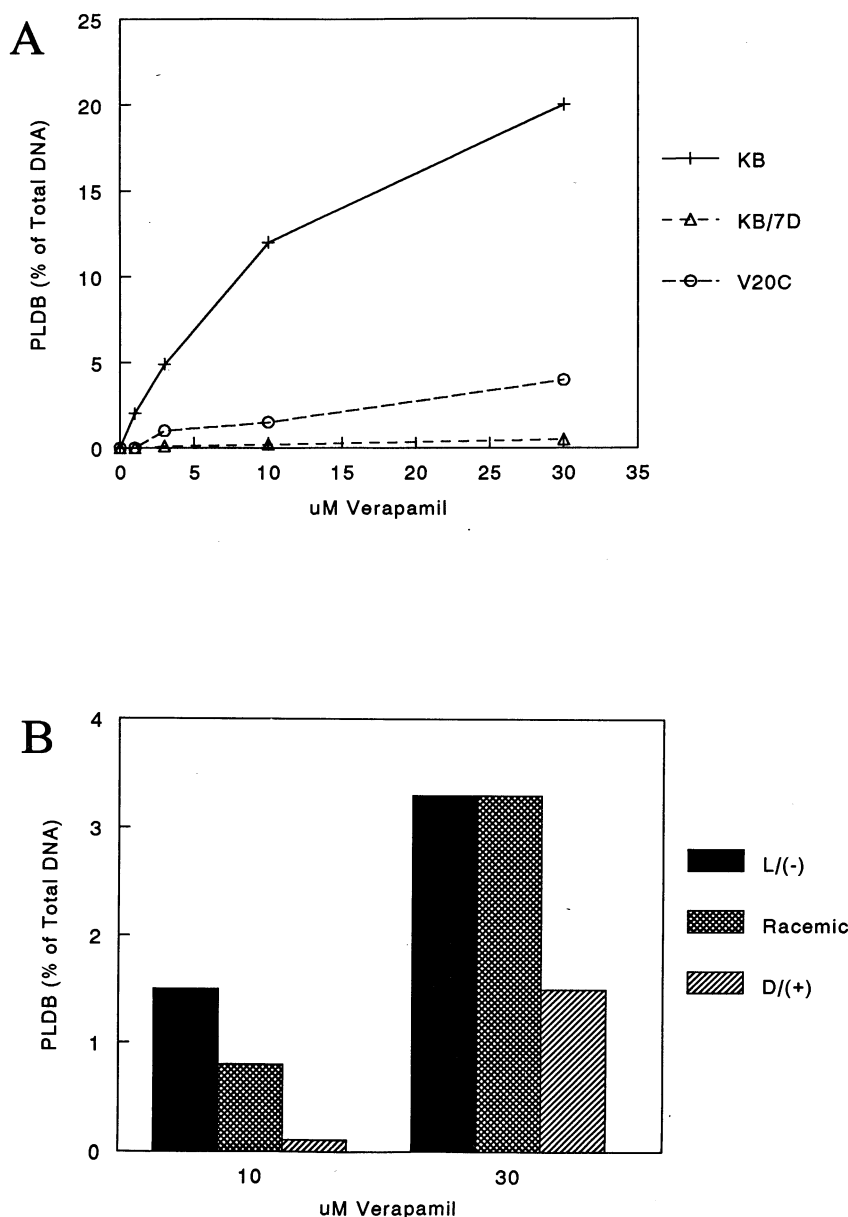 A
PLDB (% of Total DNA)
25
20
15
10
5
0
0 5 10 15 20 25 30 35
uM Verapamil
KB
KB/7D
V20C
B
PLDB (% of Total DNA)
4
3
2
1
0
10 30
uM Verapamil
L/(-)
Racemic
D/(+)